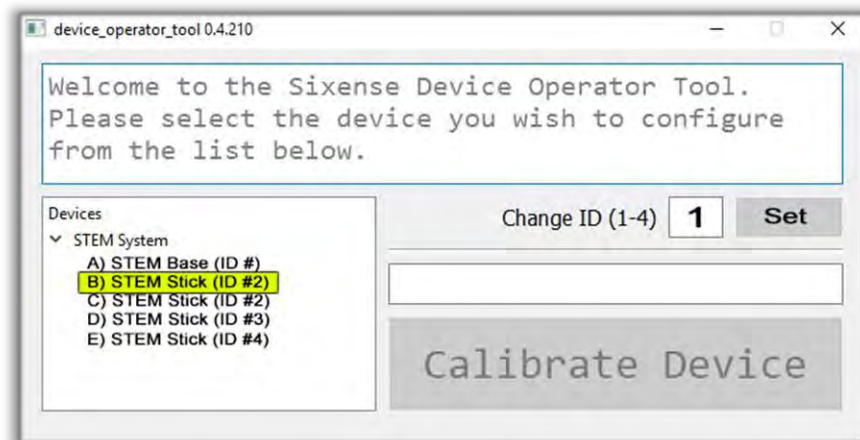 device_operator_tool 0.4.210
Welcome to the Sixense Device Operator Tool.
Please select the device you wish to configure
from the list below.
Devices
STEM System
A) STEM Base (ID #)
B) STEM Stick (ID #2)
C) STEM Stick (ID #2)
D) STEM Stick (ID #3)
E) STEM Stick (ID #4)
Change ID (1-4) 1 Set
Calibrate Device